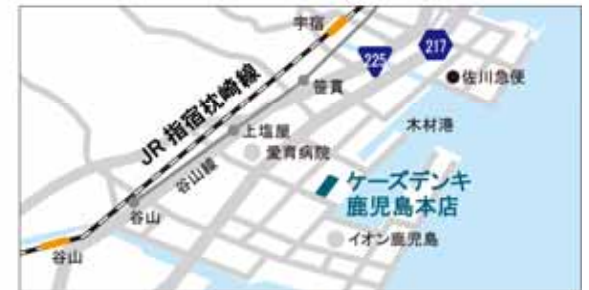 宇宿
217
225
佐川急便
笹貫
JR 指宿枕崎線
木材港
上塩屋
愛育病院
谷山線
ケーズデンキ
鹿児島本店
谷山
イオン鹿児島
谷山